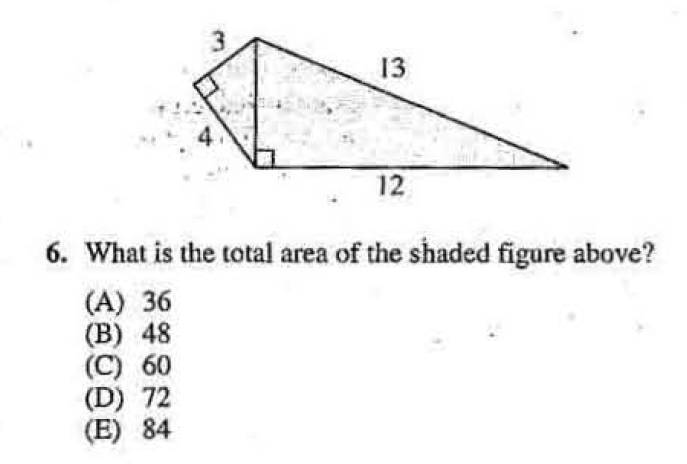 3
13
4
12
6. What is the total area of the shaded figure above?
(A) 36
(B) 48
(C) 60
(D) 72
(E) 84